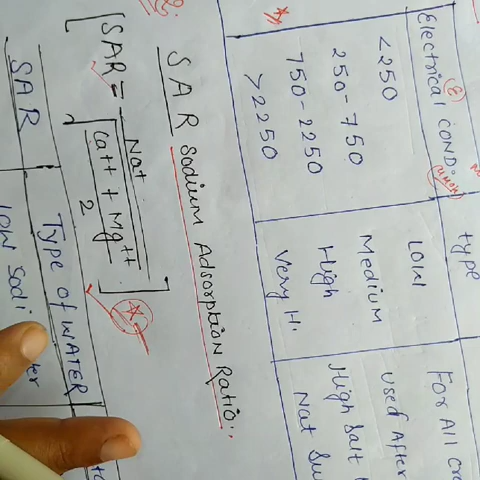 Electrical COND. type
<250 LOW For All
250-750 Medium used After
750-2250 High High Salt
>2250 Very H. Nat
SAR Sodium Adsorption Ratio:
[SAR = Na+ / √((Ca++ + Mg++) / 2)]
SAR Type of WATER
low Sodi